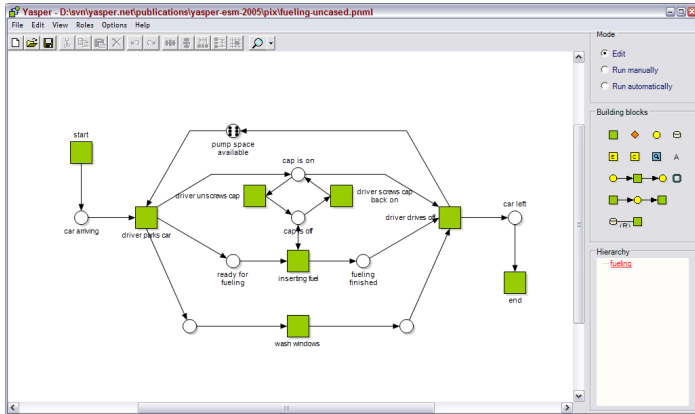 Yasper - D:\svn\yasper.net\publications\yasper-esm-2005\pix\fueling-uncased.pnml
File Edit View Roles Options Help
Mode
Edit
Run manually
Run automatically
Building blocks
E C A
(R)
Hierarchy
fueling
start
pump space
available
cap is on
driver unscrews cap
driver screws cap
back on
car left
car arriving
driver parks car
cap is off
driver drives off
ready for
fueling
inserting fuel
fueling
finished
end
wash windows